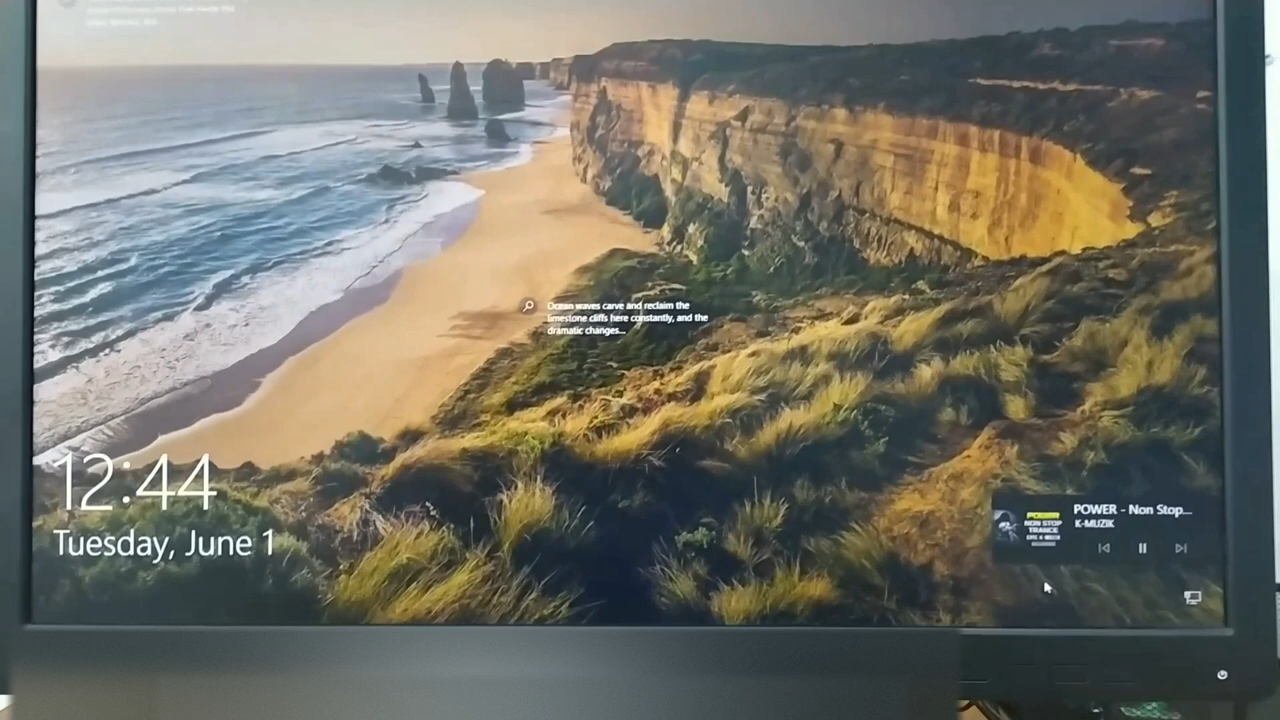 Ocean waves carve and reclaim the
limestone cliffs here constantly, and the
dramatic changes...
12:44
Tuesday, June 1
POWER - Non Stop...
K-MUZIK
POWER
NON STOP
TRANCE